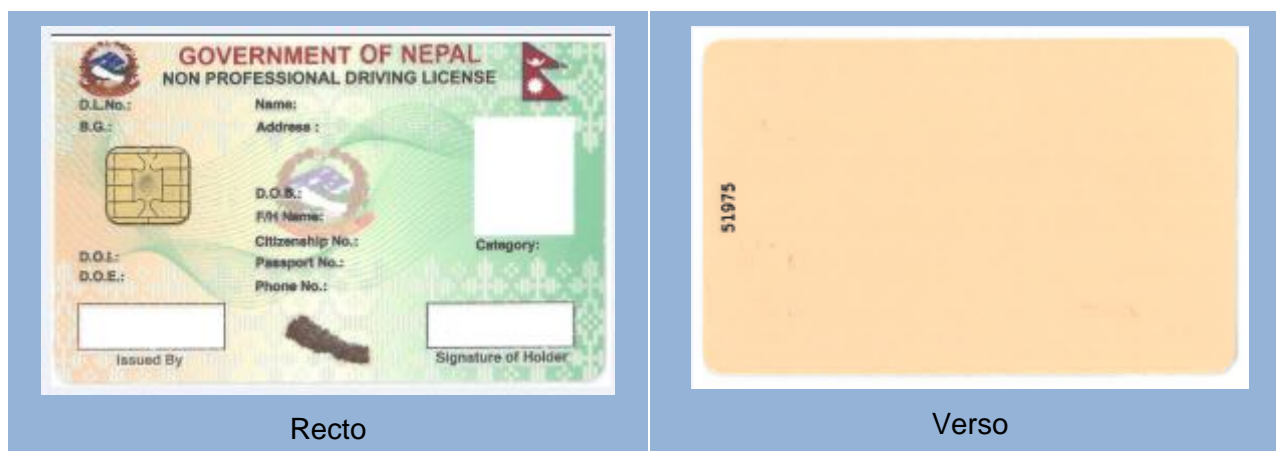 GOVERNMENT OF NEPAL
NON PROFESSIONAL DRIVING LICENSE
D.L.No.:
Name:
B.G.:
Address :
D.O.B.:
F/H Name:
Citizenship No.:
Category:
D.O.I.:
Passport No.:
D.O.E.:
Phone No.:
Issued By
Signature of Holder
Recto
51975
Verso